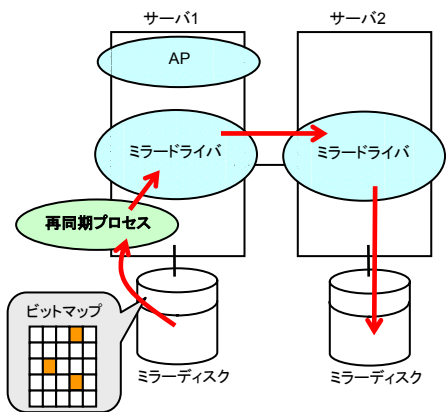 サーバ1
サーバ2
AP
ミラードライバ
ミラードライバ
再同期プロセス
ビットマップ
ミラーディスク
ミラーディスク